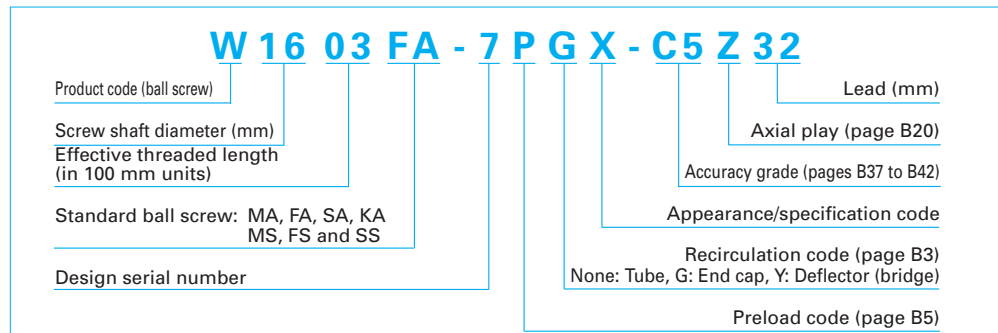 W 16 03 FA - 7 P G X - C5 Z 32
Product code (ball screw)
Lead (mm)
Screw shaft diameter (mm)
Axial play (page B20)
Effective threaded length
(in 100 mm units)
Accuracy grade (pages B37 to B42)
Standard ball screw: MA, FA, SA, KA
MS, FS and SS
Appearance/specification code
Recirculation code (page B3)
None: Tube, G: End cap, Y: Deflector (bridge)
Design serial number
Preload code (page B5)